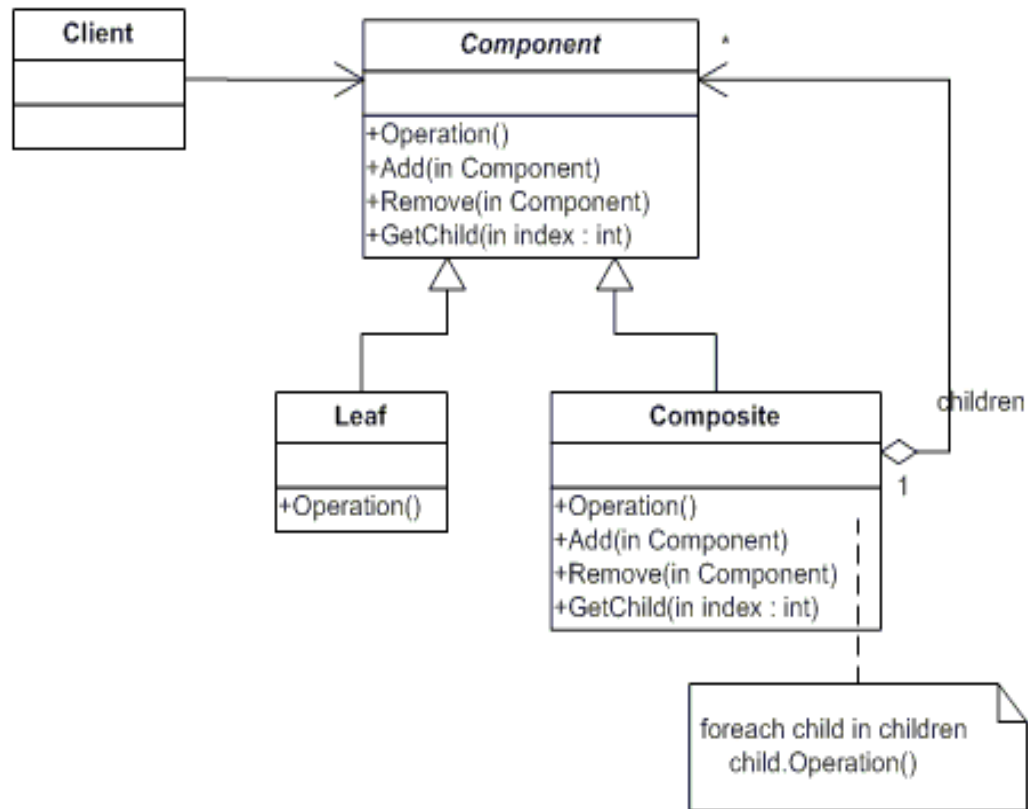 Client
Component
*
+Operation()
+Add(in Component)
+Remove(in Component)
+GetChild(in index : int)
Leaf
+Operation()
Composite
children
1
+Operation()
+Add(in Component)
+Remove(in Component)
+GetChild(in index : int)
foreach child in children
child.Operation()